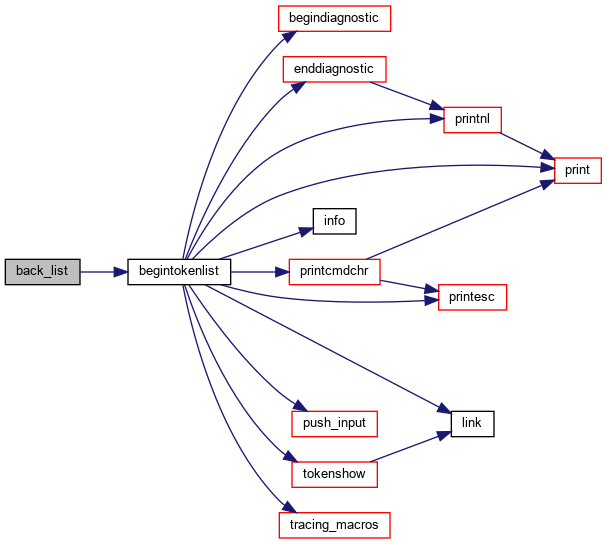 begindiagnostic
enddiagnostic
printnl
print
info
back_list
begintokenlist
printcmdchr
printesc
push_input
link
tokenshow
tracing_macros